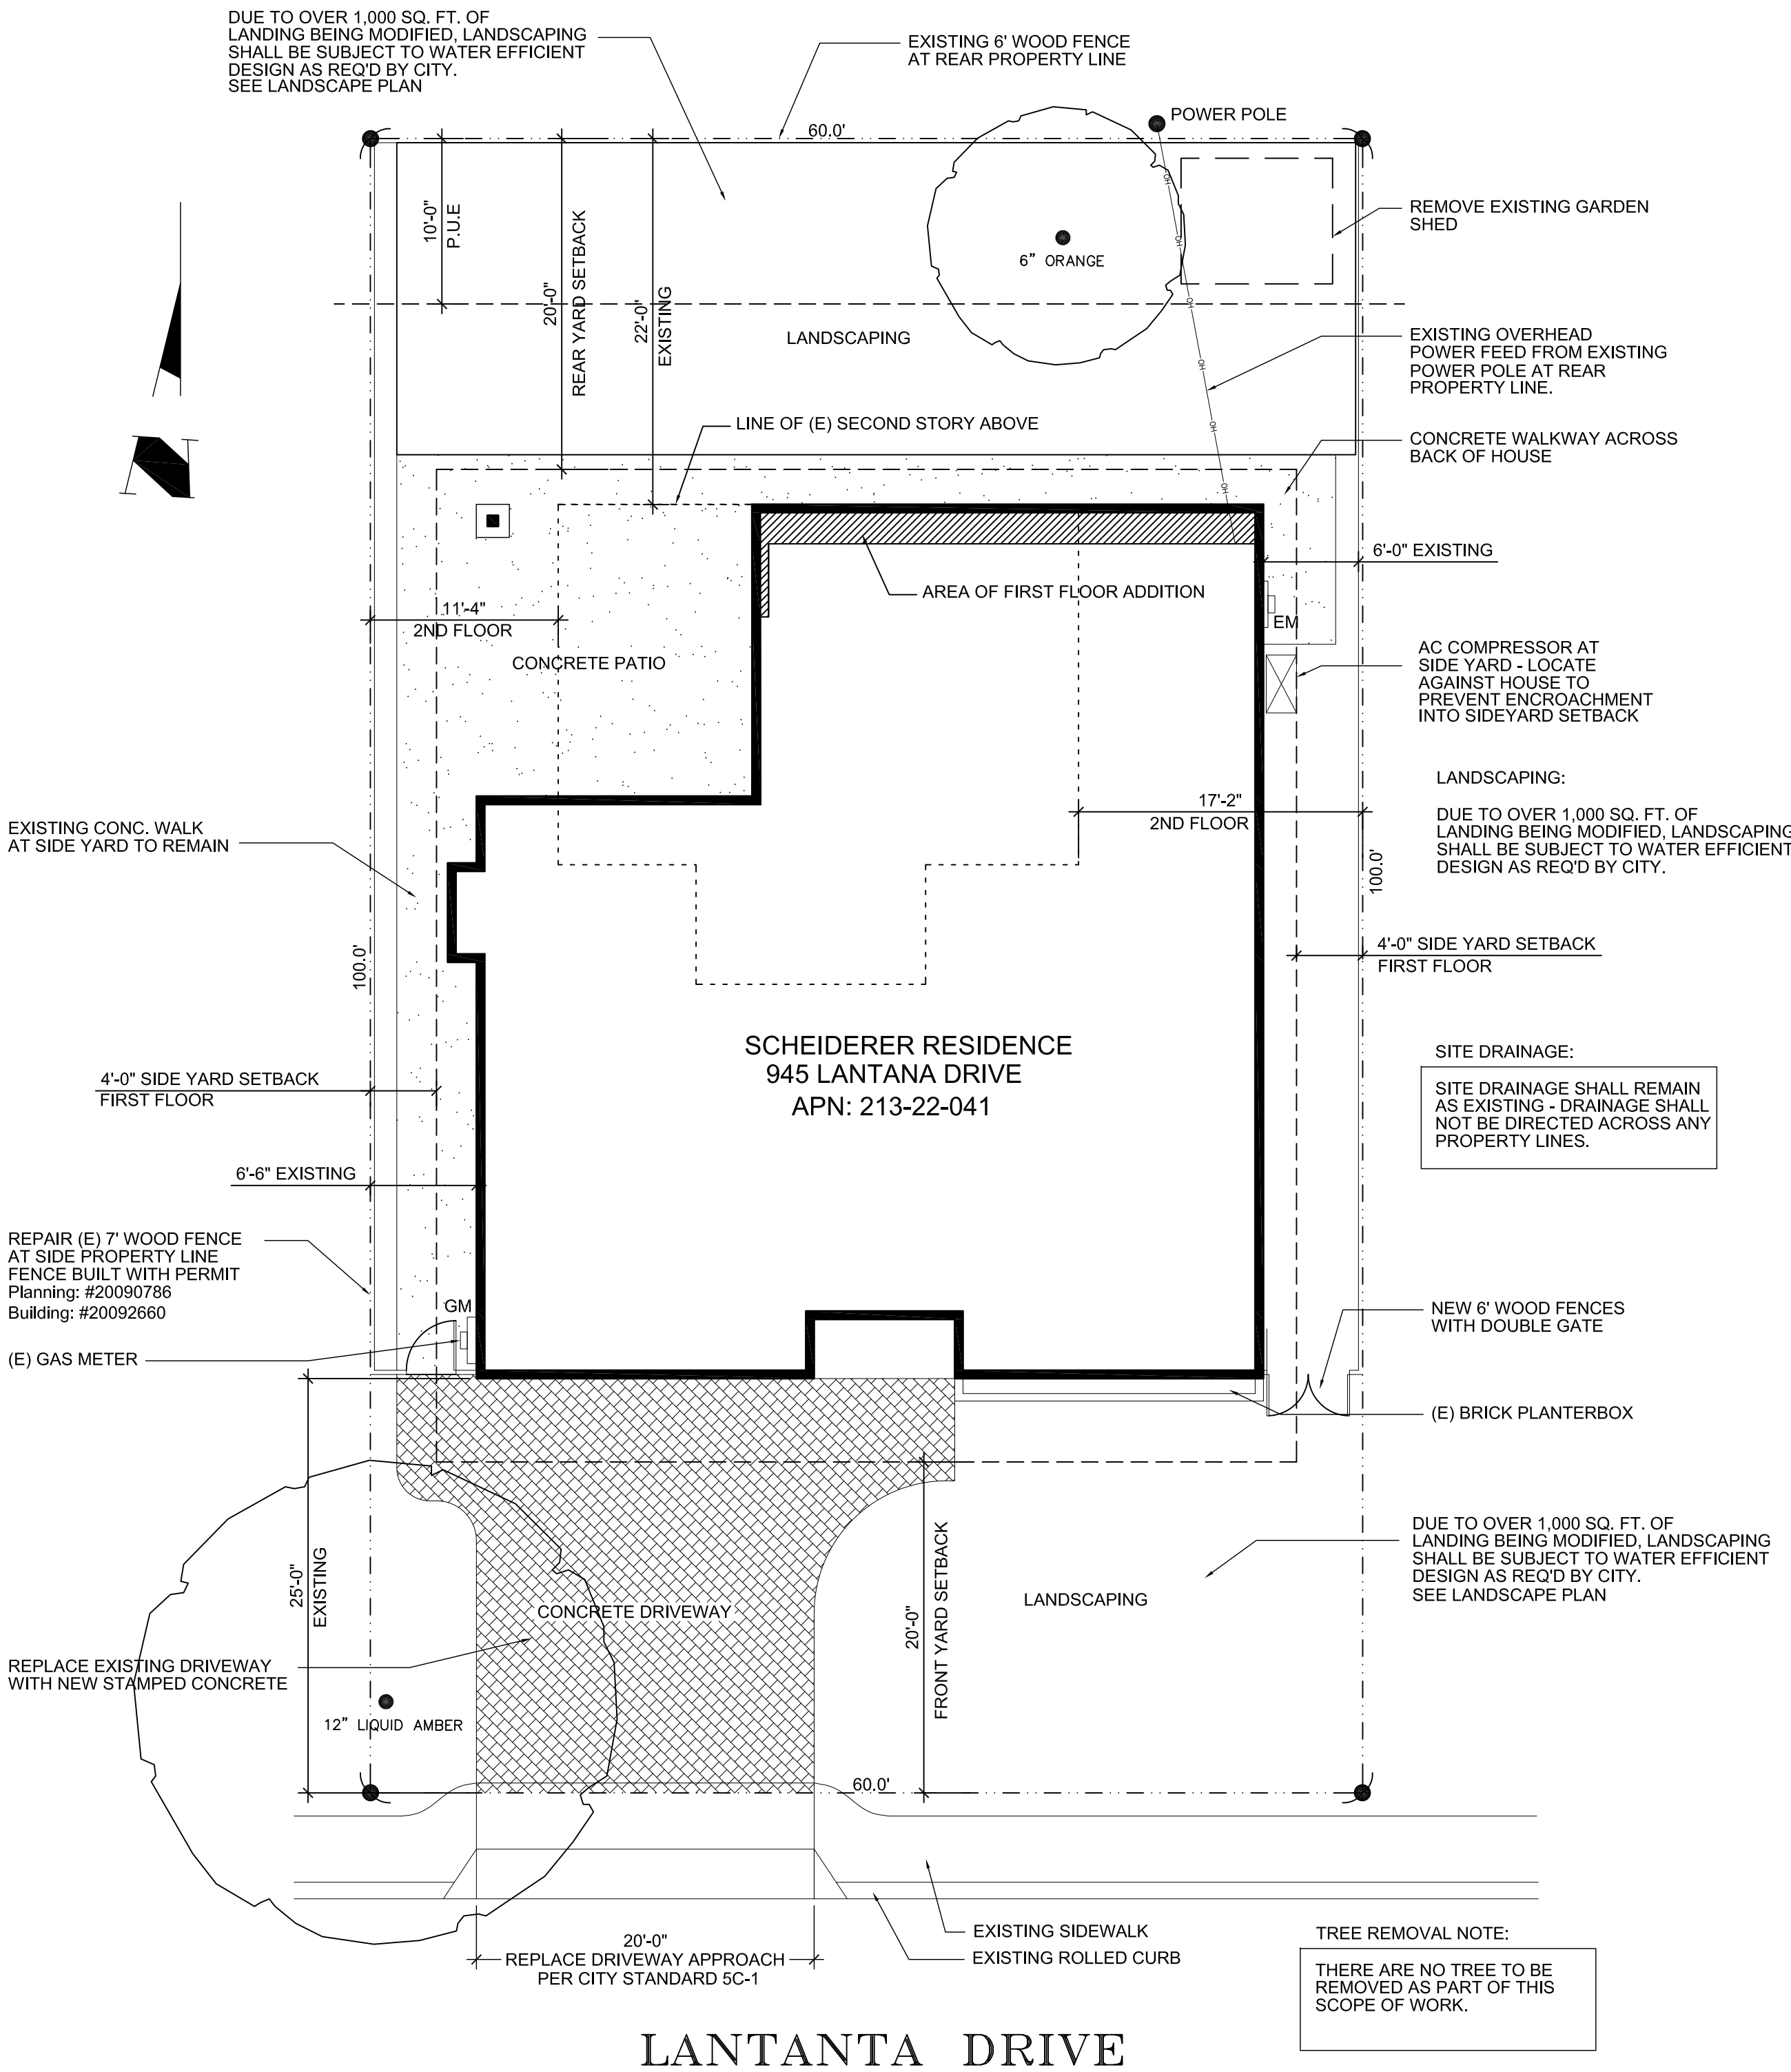 DUE TO OVER 1,000 SQ. FT. OF
LANDING BEING MODIFIED, LANDSCAPING
SHALL BE SUBJECT TO WATER EFFICIENT
DESIGN AS REQ'D BY CITY.
SEE LANDSCAPE PLAN
EXISTING 6' WOOD FENCE
AT REAR PROPERTY LINE
POWER POLE
60.0'
10'-0"
P.U.E
20'-0"
REAR YARD SETBACK
22'-0"
EXISTING
6" ORANGE
OH
OH
OH
OH
OH
OH
REMOVE EXISTING GARDEN
SHED
LANDSCAPING
EXISTING OVERHEAD
POWER FEED FROM EXISTING
POWER POLE AT REAR
PROPERTY LINE.
N
LINE OF (E) SECOND STORY ABOVE
CONCRETE WALKWAY ACROSS
BACK OF HOUSE
6'-0" EXISTING
AREA OF FIRST FLOOR ADDITION
11'-4"
2ND FLOOR
EM
CONCRETE PATIO
AC COMPRESSOR AT
SIDE YARD - LOCATE
AGAINST HOUSE TO
PREVENT ENCROACHMENT
INTO SIDEYARD SETBACK
LANDSCAPING:
DUE TO OVER 1,000 SQ. FT. OF
LANDING BEING MODIFIED, LANDSCAPING
SHALL BE SUBJECT TO WATER EFFICIENT
DESIGN AS REQ'D BY CITY.
17'-2"
2ND FLOOR
EXISTING CONC. WALK
AT SIDE YARD TO REMAIN
100.0'
100.0'
4'-0" SIDE YARD SETBACK
FIRST FLOOR
SCHEIDERER RESIDENCE
945 LANTANA DRIVE
APN: 213-22-041
SITE DRAINAGE:
SITE DRAINAGE SHALL REMAIN
AS EXISTING - DRAINAGE SHALL
NOT BE DIRECTED ACROSS ANY
PROPERTY LINES.
4'-0" SIDE YARD SETBACK
FIRST FLOOR
6'-6" EXISTING
REPAIR (E) 7' WOOD FENCE
AT SIDE PROPERTY LINE
FENCE BUILT WITH PERMIT
Planning: #20090786
Building: #20092660
GM
(E) GAS METER
NEW 6' WOOD FENCES
WITH DOUBLE GATE
(E) BRICK PLANTERBOX
25'-0"
EXISTING
CONCRETE DRIVEWAY
20'-0"
FRONT YARD SETBACK
LANDSCAPING
DUE TO OVER 1,000 SQ. FT. OF
LANDING BEING MODIFIED, LANDSCAPING
SHALL BE SUBJECT TO WATER EFFICIENT
DESIGN AS REQ'D BY CITY.
SEE LANDSCAPE PLAN
REPLACE EXISTING DRIVEWAY
WITH NEW STAMPED CONCRETE
12" LIQUID AMBER
60.0'
20'-0"
REPLACE DRIVEWAY APPROACH
PER CITY STANDARD 5C-1
EXISTING SIDEWALK
EXISTING ROLLED CURB
TREE REMOVAL NOTE:
THERE ARE NO TREE TO BE
REMOVED AS PART OF THIS
SCOPE OF WORK.
LANTANTA DRIVE